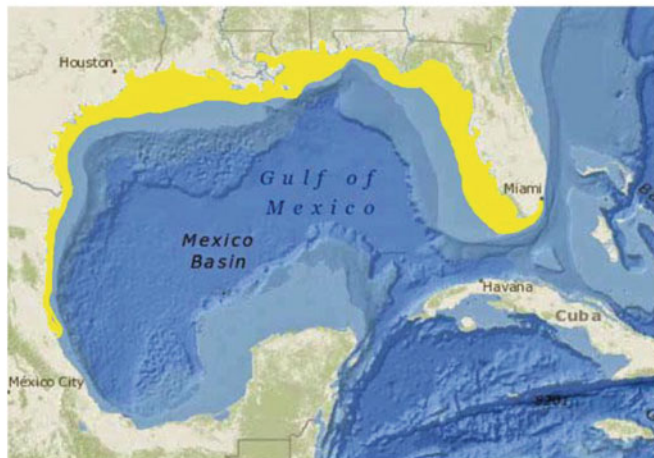 Houston
Gulf of
Mexico
Miami
Mexico
Basin
Havana
Cuba
México City